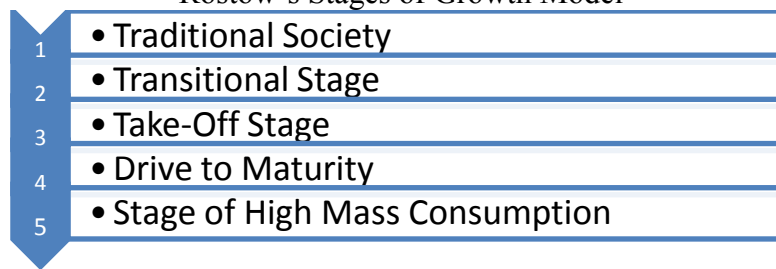 Rostow's Stages of Growth Model
1 • Traditional Society
2 • Transitional Stage
3 • Take-Off Stage
4 • Drive to Maturity
5 • Stage of High Mass Consumption